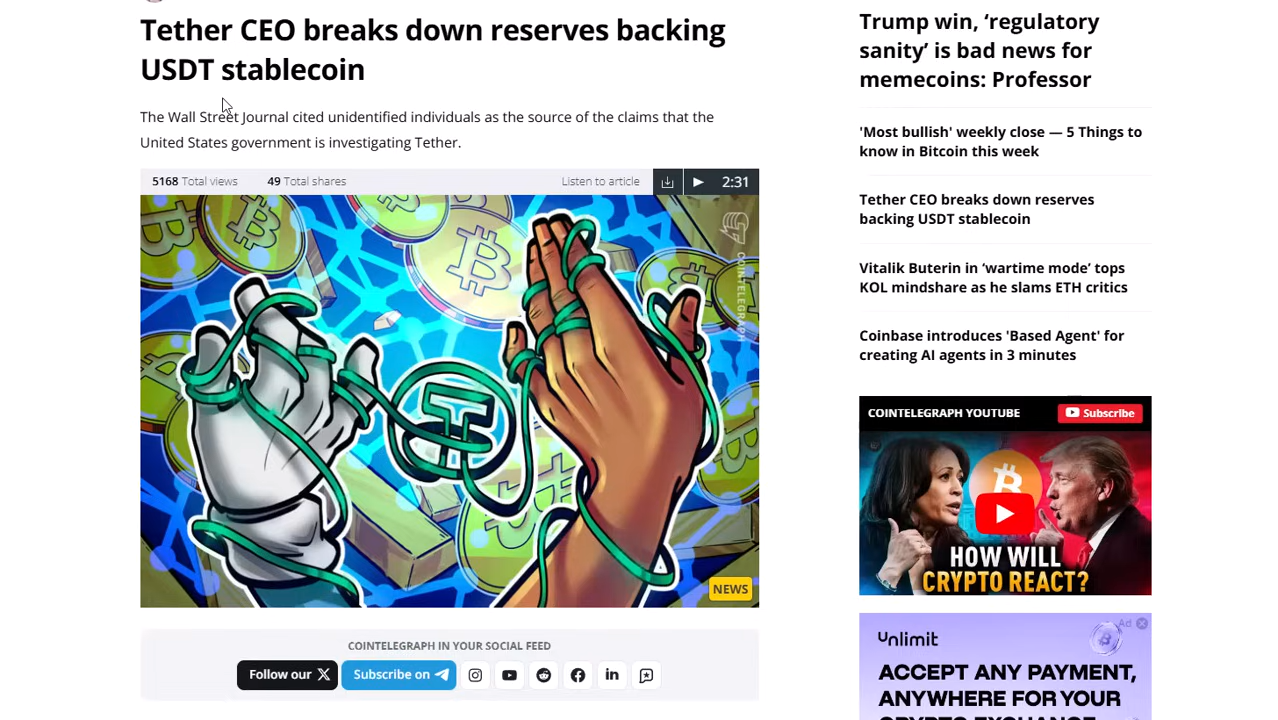 Tether CEO breaks down reserves backing
USDT stablecoin
The Wall Street Journal cited unidentified individuals as the source of the claims that the
United States government is investigating Tether.
5168 Total views
49 Total shares
Listen to article
2:31
COINTELEGRAPH
NEWS
COINTELEGRAPH IN YOUR SOCIAL FEED
Follow our X
Subscribe on
Trump win, ‘regulatory
sanity’ is bad news for
memecoins: Professor
'Most bullish' weekly close — 5 Things to
know in Bitcoin this week
Tether CEO breaks down reserves
backing USDT stablecoin
Vitalik Buterin in ‘wartime mode’ tops
KOL mindshare as he slams ETH critics
Coinbase introduces 'Based Agent' for
creating AI agents in 3 minutes
COINTELEGRAPH YOUTUBE
Subscribe
HOW WILL
CRYPTO REACT?
Ad
unlimit
ACCEPT ANY PAYMENT,
ANYWHERE FOR YOUR
CRYPTO EXCHANGE